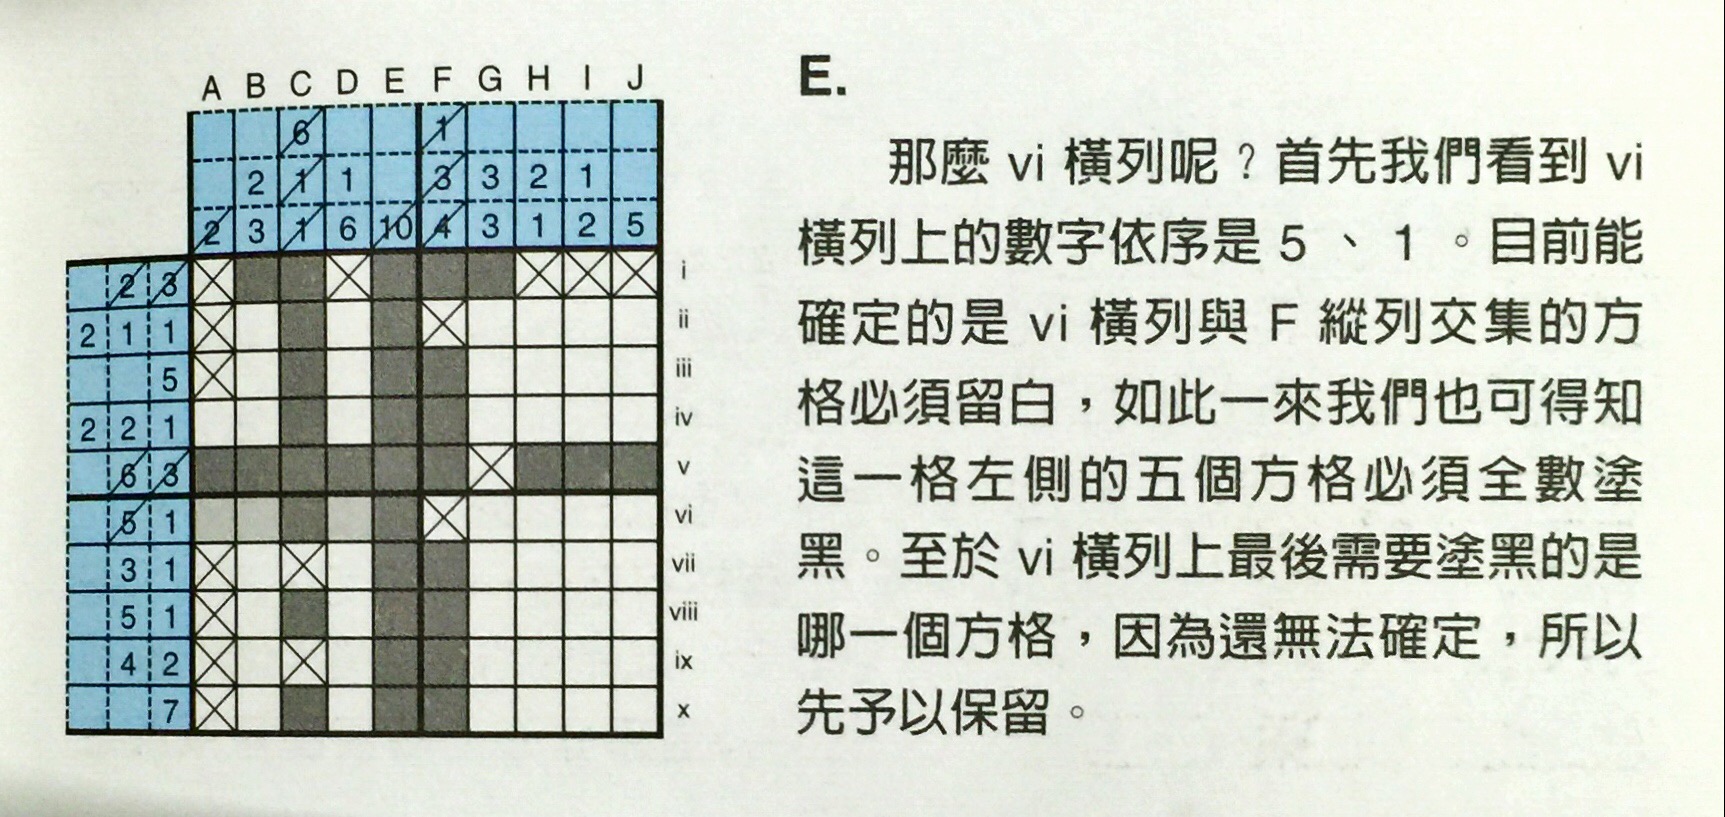 A B C D E F G H I J
6 1
2 1 1 3 3 2 1
2 3 1 6 10 4 3 1 2 5
2 3 i
2 1 1 ii
5 iii
2 2 1 iv
6 3 v
5 1 vi
3 1 vii
5 1 viii
4 2 ix
7 x
E.
那麼 vi 橫列呢？首先我們看到 vi
橫列上的數字依序是 5 、 1 。目前能
確定的是 vi 橫列與 F 縱列交集的方
格必須留白，如此一來我們也可得知
這一格左側的五個方格必須全數塗
黑。至於 vi 橫列上最後需要塗黑的是
哪一個方格，因為還無法確定，所以
先予以保留。